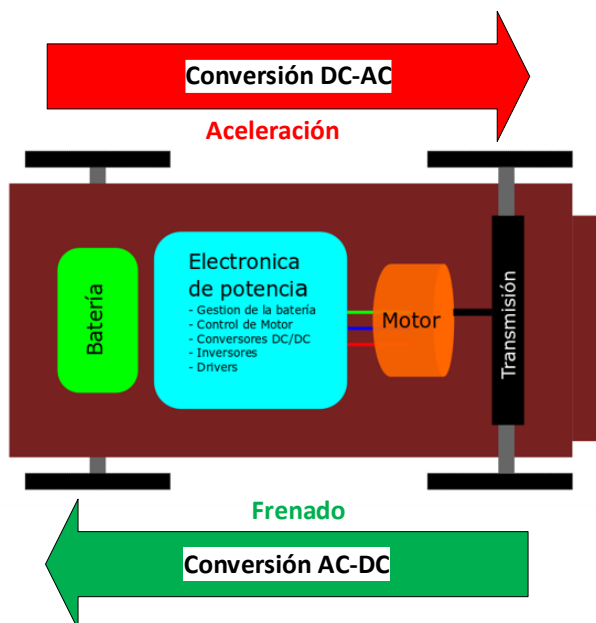 Conversión DC-AC
Aceleración
Batería
Electronica
de potencia
- Gestion de la batería
- Control de Motor
- Conversores DC/DC
- Inversores
- Drivers
Motor
Transmisión
Frenado
Conversión AC-DC